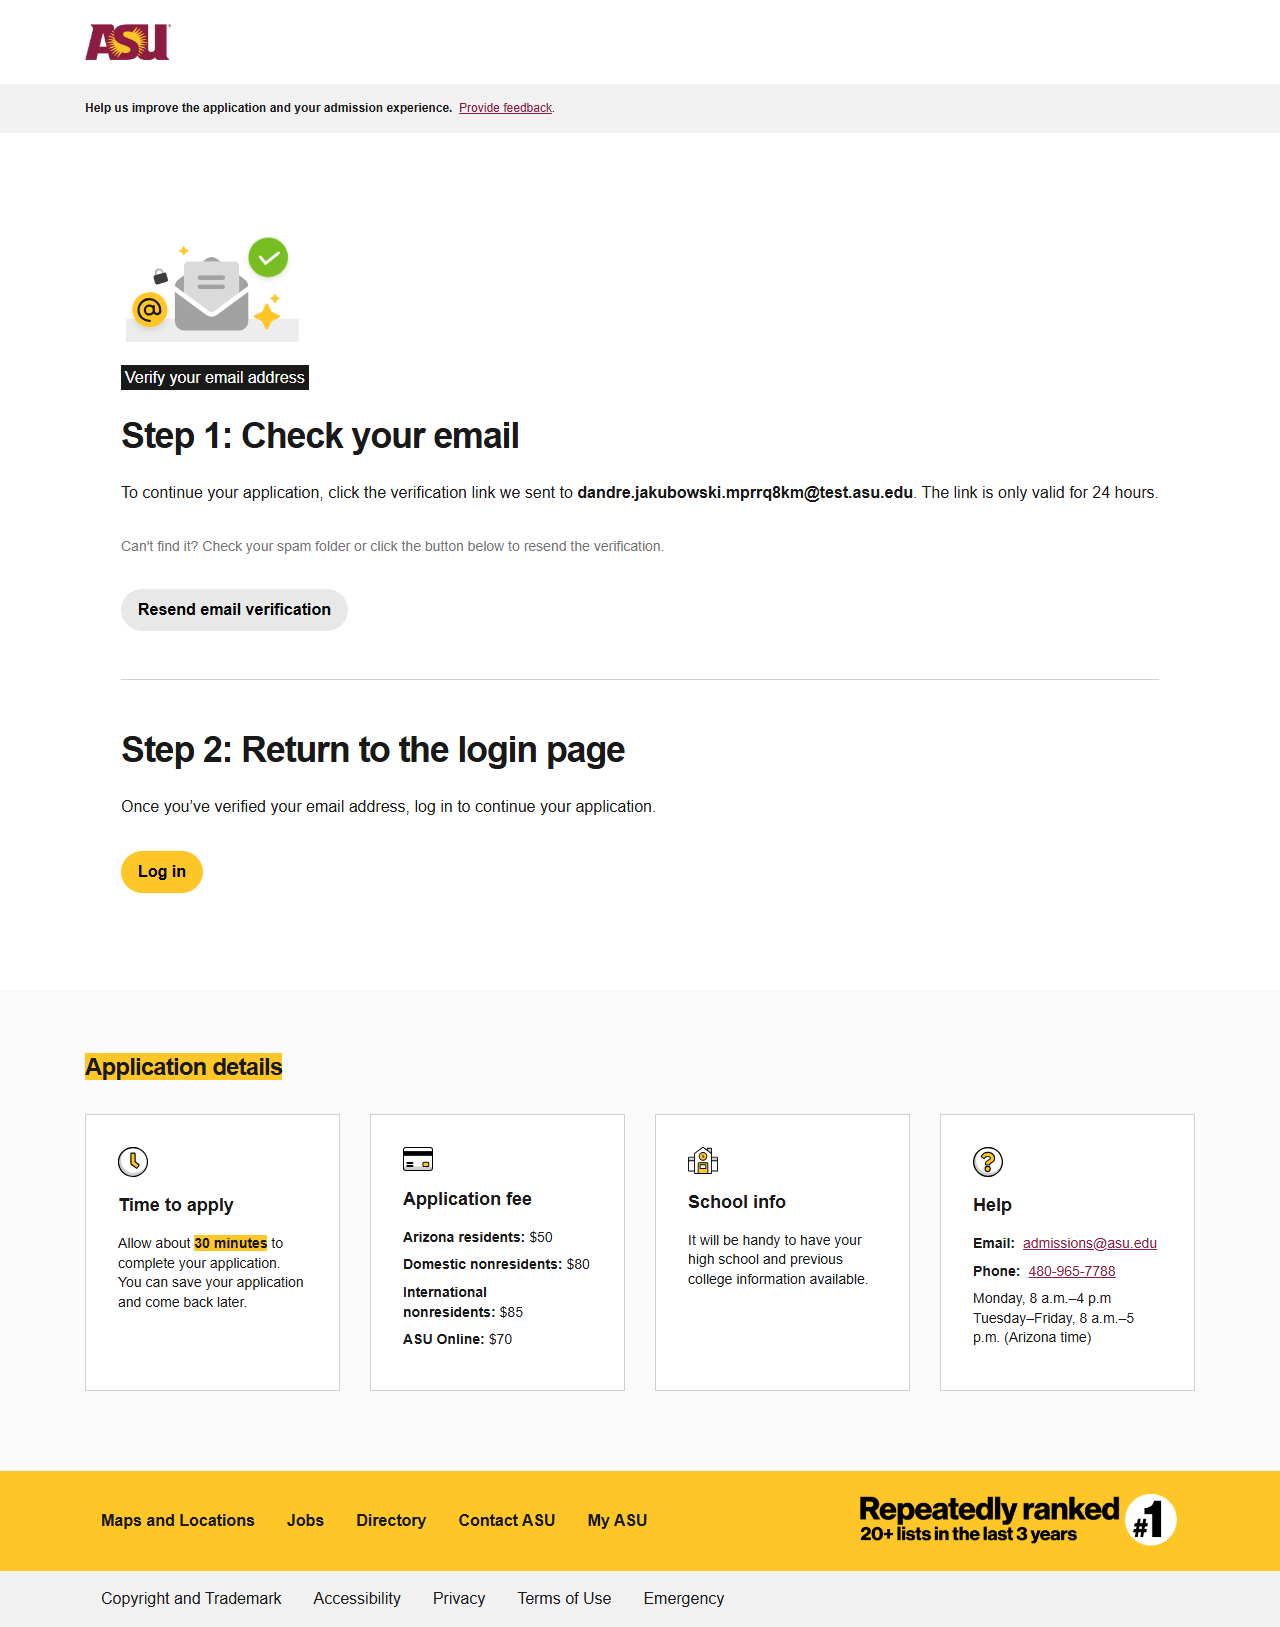 ASU
Help us improve the application and your admission experience. Provide feedback.
@
Verify your email address
Step 1: Check your email
To continue your application, click the verification link we sent to dandre.jakubowski.mprrq8km@test.asu.edu. The link is only valid for 24 hours.
Can't find it? Check your spam folder or click the button below to resend the verification.
Resend email verification
Step 2: Return to the login page
Once you’ve verified your email address, log in to continue your application.
Log in
Application details
Time to apply
Allow about 30 minutes to
complete your application.
You can save your application
and come back later.
Application fee
Arizona residents: $50
Domestic nonresidents: $80
International
nonresidents: $85
ASU Online: $70
School info
It will be handy to have your
high school and previous
college information available.
?
Help
Email: admissions@asu.edu
Phone: 480-965-7788
Monday, 8 a.m.–4 p.m
Tuesday–Friday, 8 a.m.–5
p.m. (Arizona time)
Maps and Locations Jobs Directory Contact ASU My ASU
Repeatedly ranked
20+ lists in the last 3 years
#1
Copyright and Trademark Accessibility Privacy Terms of Use Emergency